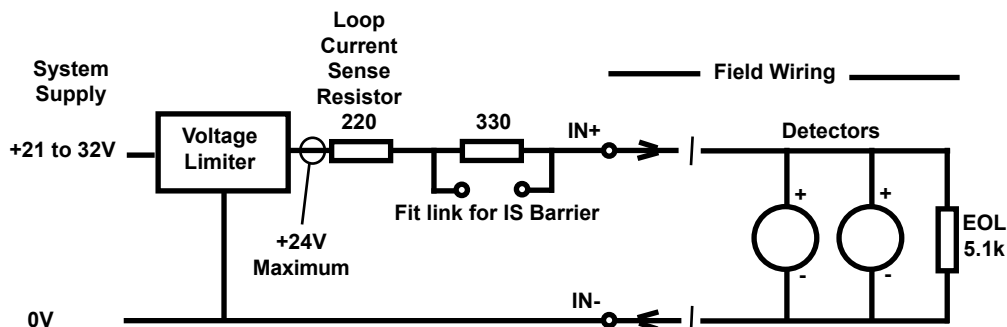 System
Supply
+21 to 32V
Voltage
Limiter
+24V
Maximum
0V
Loop
Current
Sense
Resistor
220
330
Fit link for IS Barrier
IN+
IN-
Field Wiring
Detectors
+
-
+
-
EOL
5.1k